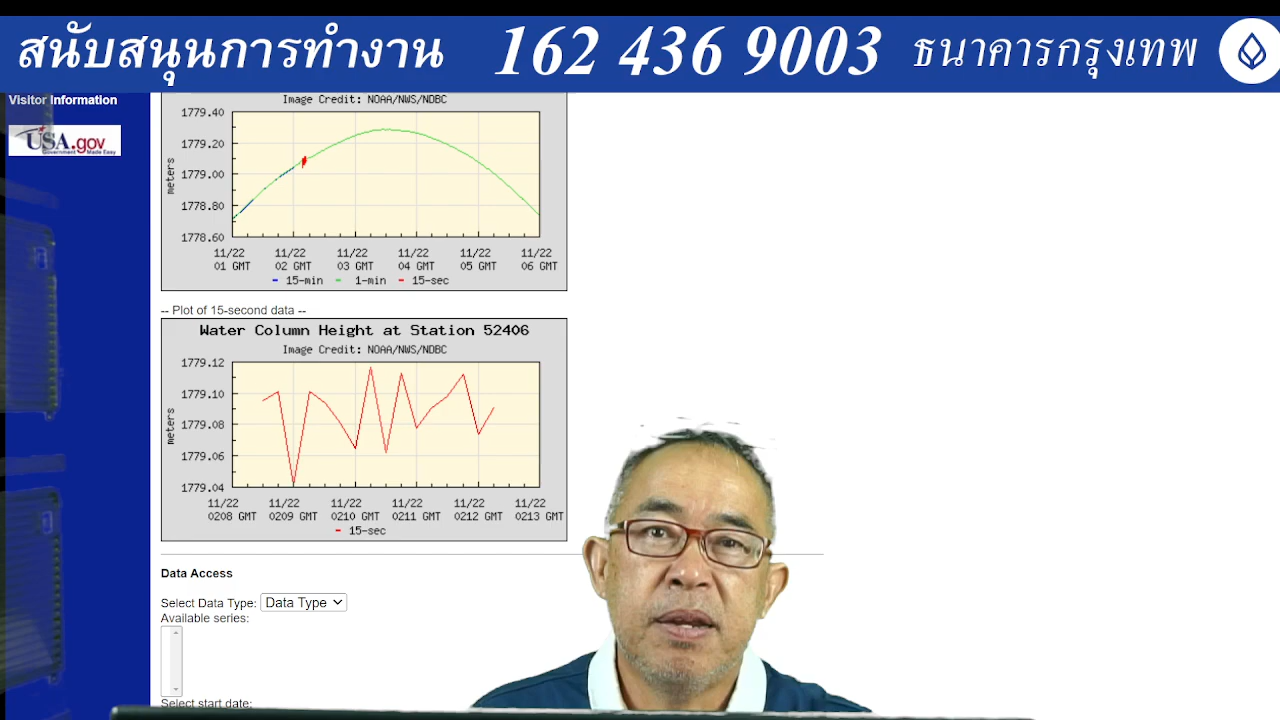 สนับสนุนการทำงาน 162 436 9003 ธนาคารกรุงเทพ
Visitor Information
USA.gov
Government Made Easy
Image Credit: NOAA/NWS/NDBC
1779.40
1779.20
1779.00
1778.80
1778.60
meters
11/22 11/22 11/22 11/22 11/22 11/22
01 GMT 02 GMT 03 GMT 04 GMT 05 GMT 06 GMT
15-min 1-min 15-sec
-- Plot of 15-second data --
Water Column Height at Station 52406
Image Credit: NOAA/NWS/NDBC
1779.12
1779.10
1779.08
1779.06
1779.04
meters
11/22 11/22 11/22 11/22 11/22 11/22
0208 GMT 0209 GMT 0210 GMT 0211 GMT 0212 GMT 0213 GMT
15-sec
Data Access
Select Data Type: Data Type
Available series:
Select start date: